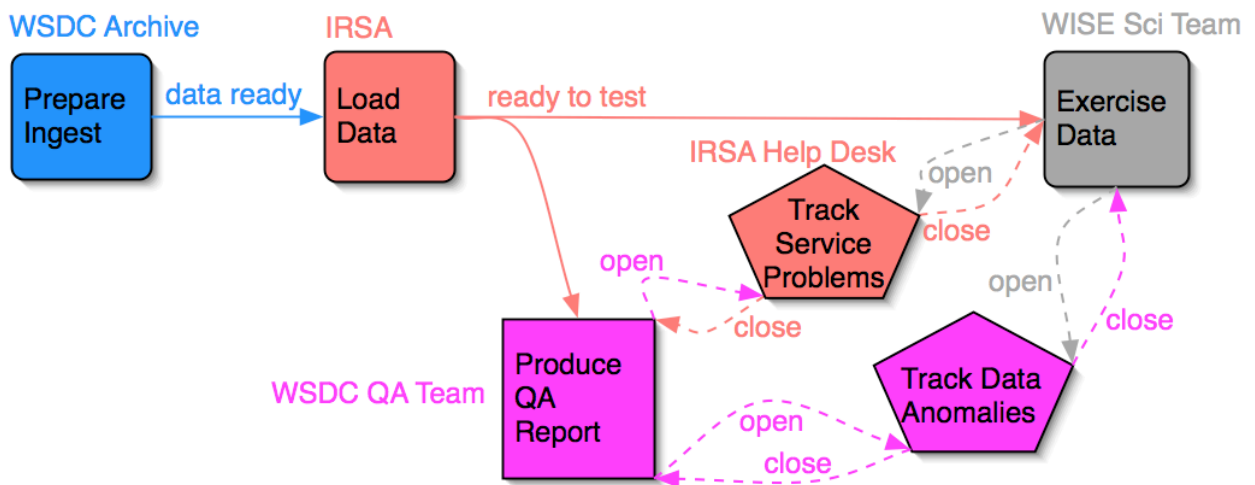 WSDC Archive
IRSA
WISE Sci Team
Prepare
Ingest
data ready
Load
Data
ready to test
Exercise
Data
IRSA Help Desk
open
close
Track
Service
Problems
open
close
open
close
WSDC QA Team
Produce
QA
Report
Track Data
Anomalies
open
close